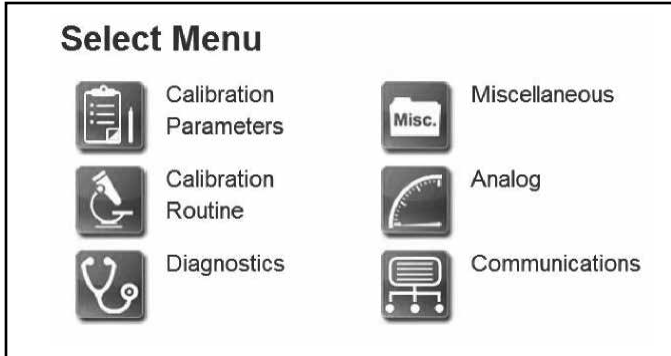 Select Menu
Calibration
Parameters
Calibration
Routine
Diagnostics
Misc.
Miscellaneous
Analog
Communications